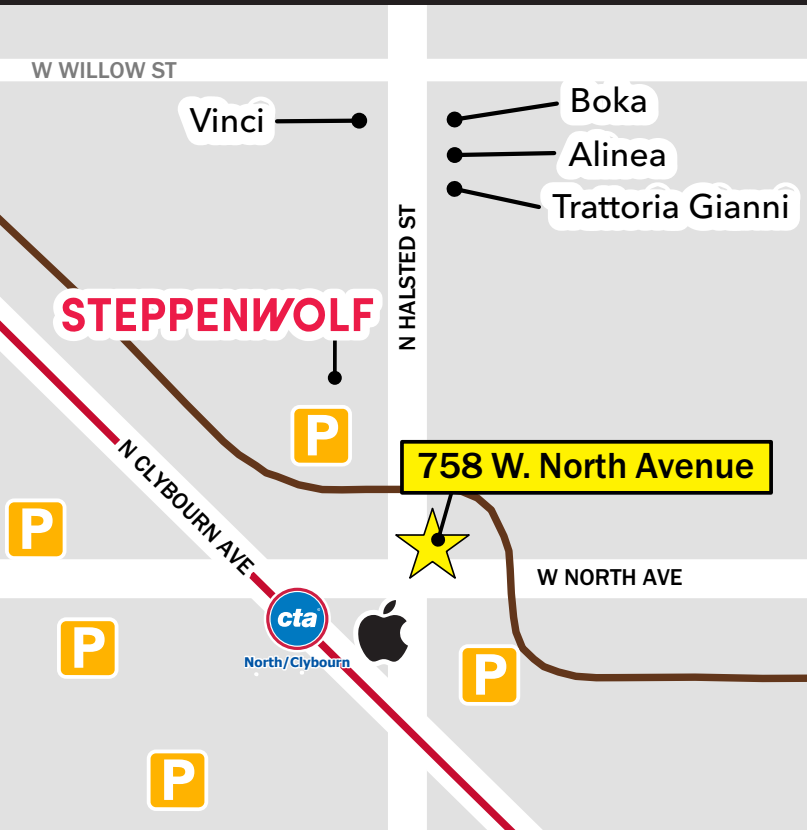 W WILLOW ST
Vinci
Boka
Alinea
Trattoria Gianni
N HALSTED ST
STEPPENWOLF
P
758 W. North Avenue
N CLYBOURN AVE
P
W NORTH AVE
cta
North/Clybourn
P
P
P